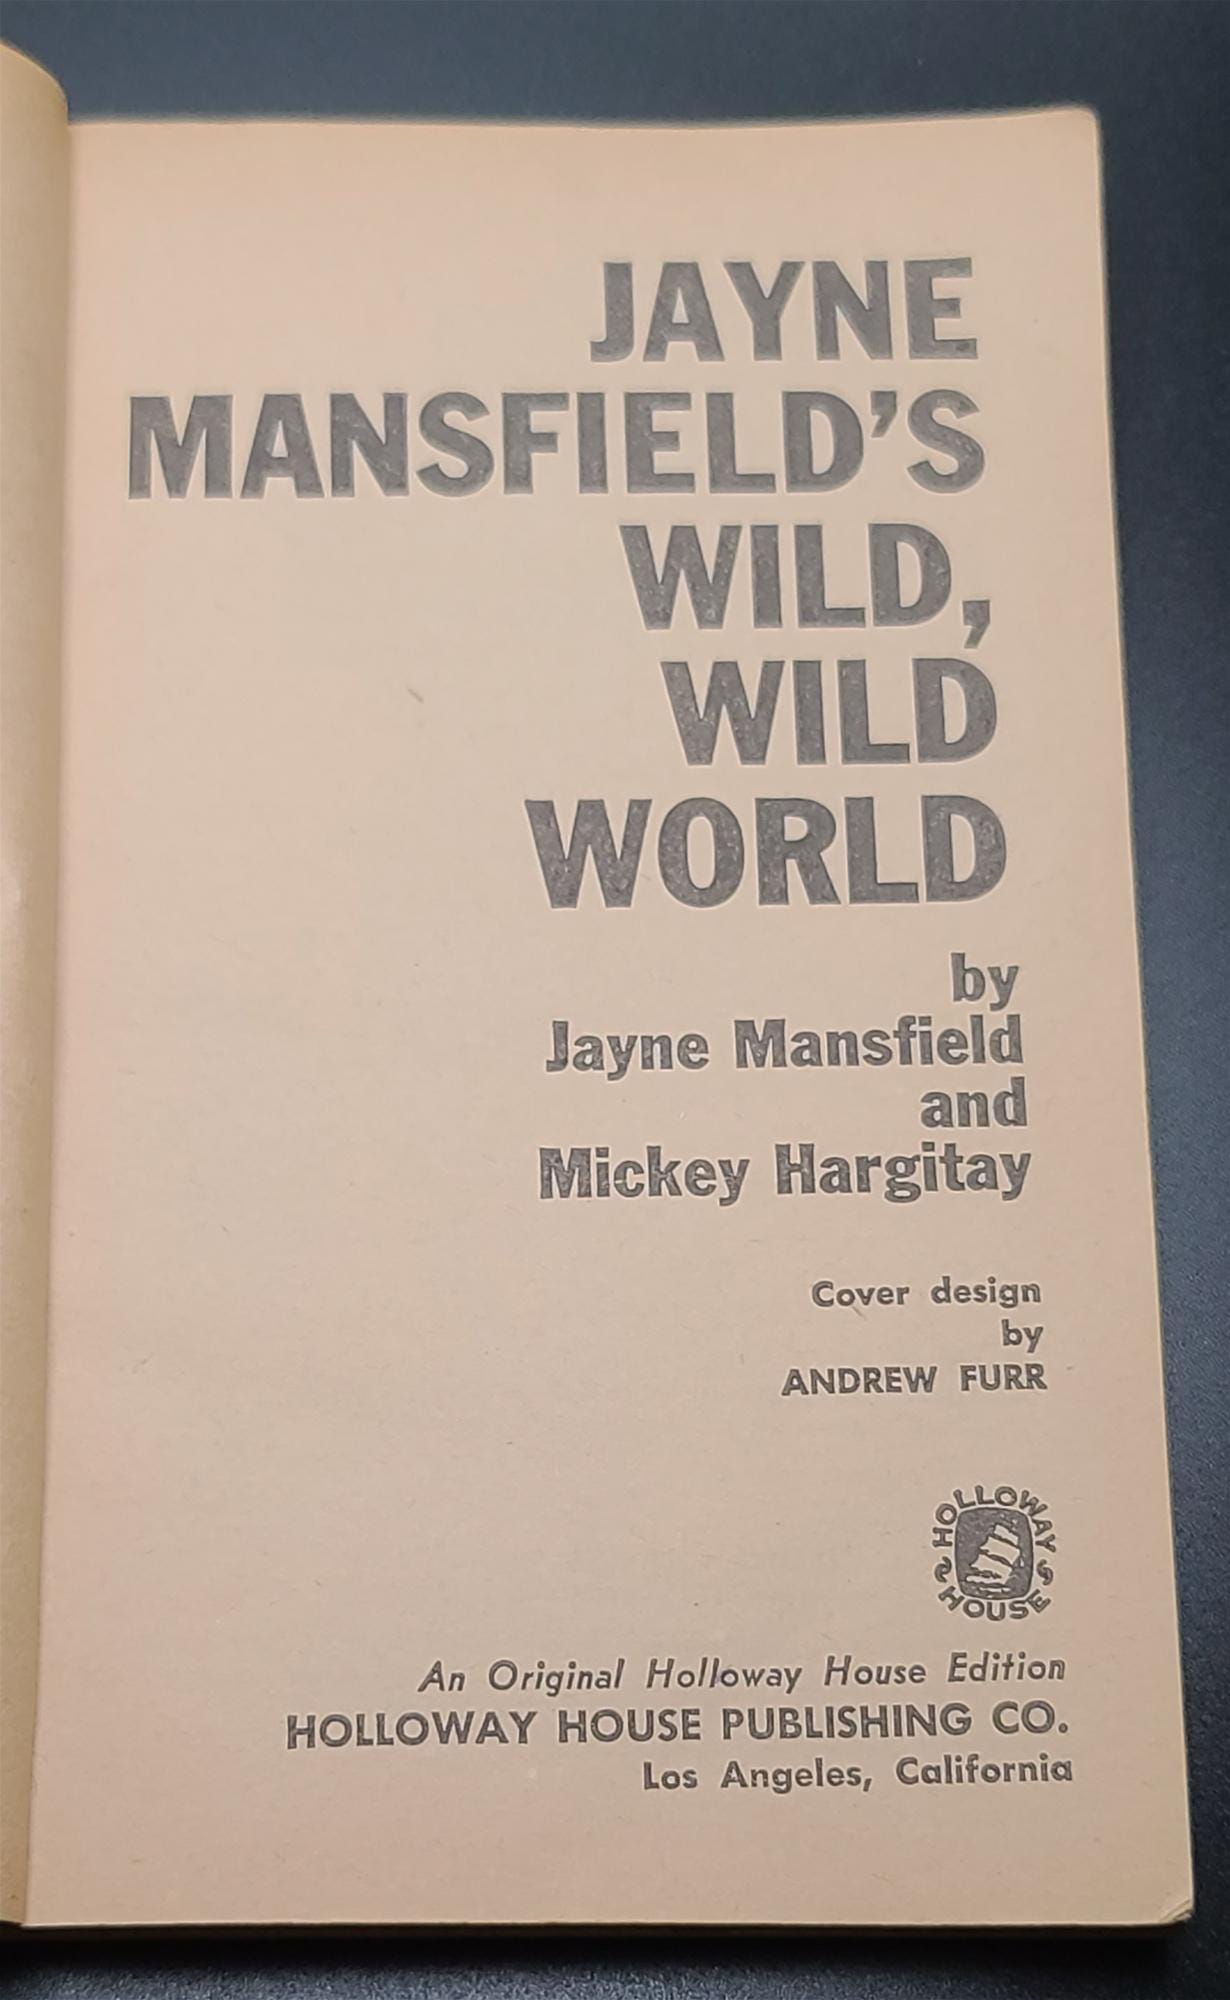 JAYNE
MANSFIELD'S
WILD,
WILD
WORLD
by
Jayne Mansfield
and
Mickey Hargitay
Cover design
by
ANDREW FURR
HOLLOWAY
HOUSE
An Original Holloway House Edition
HOLLOWAY HOUSE PUBLISHING CO.
Los Angeles, California